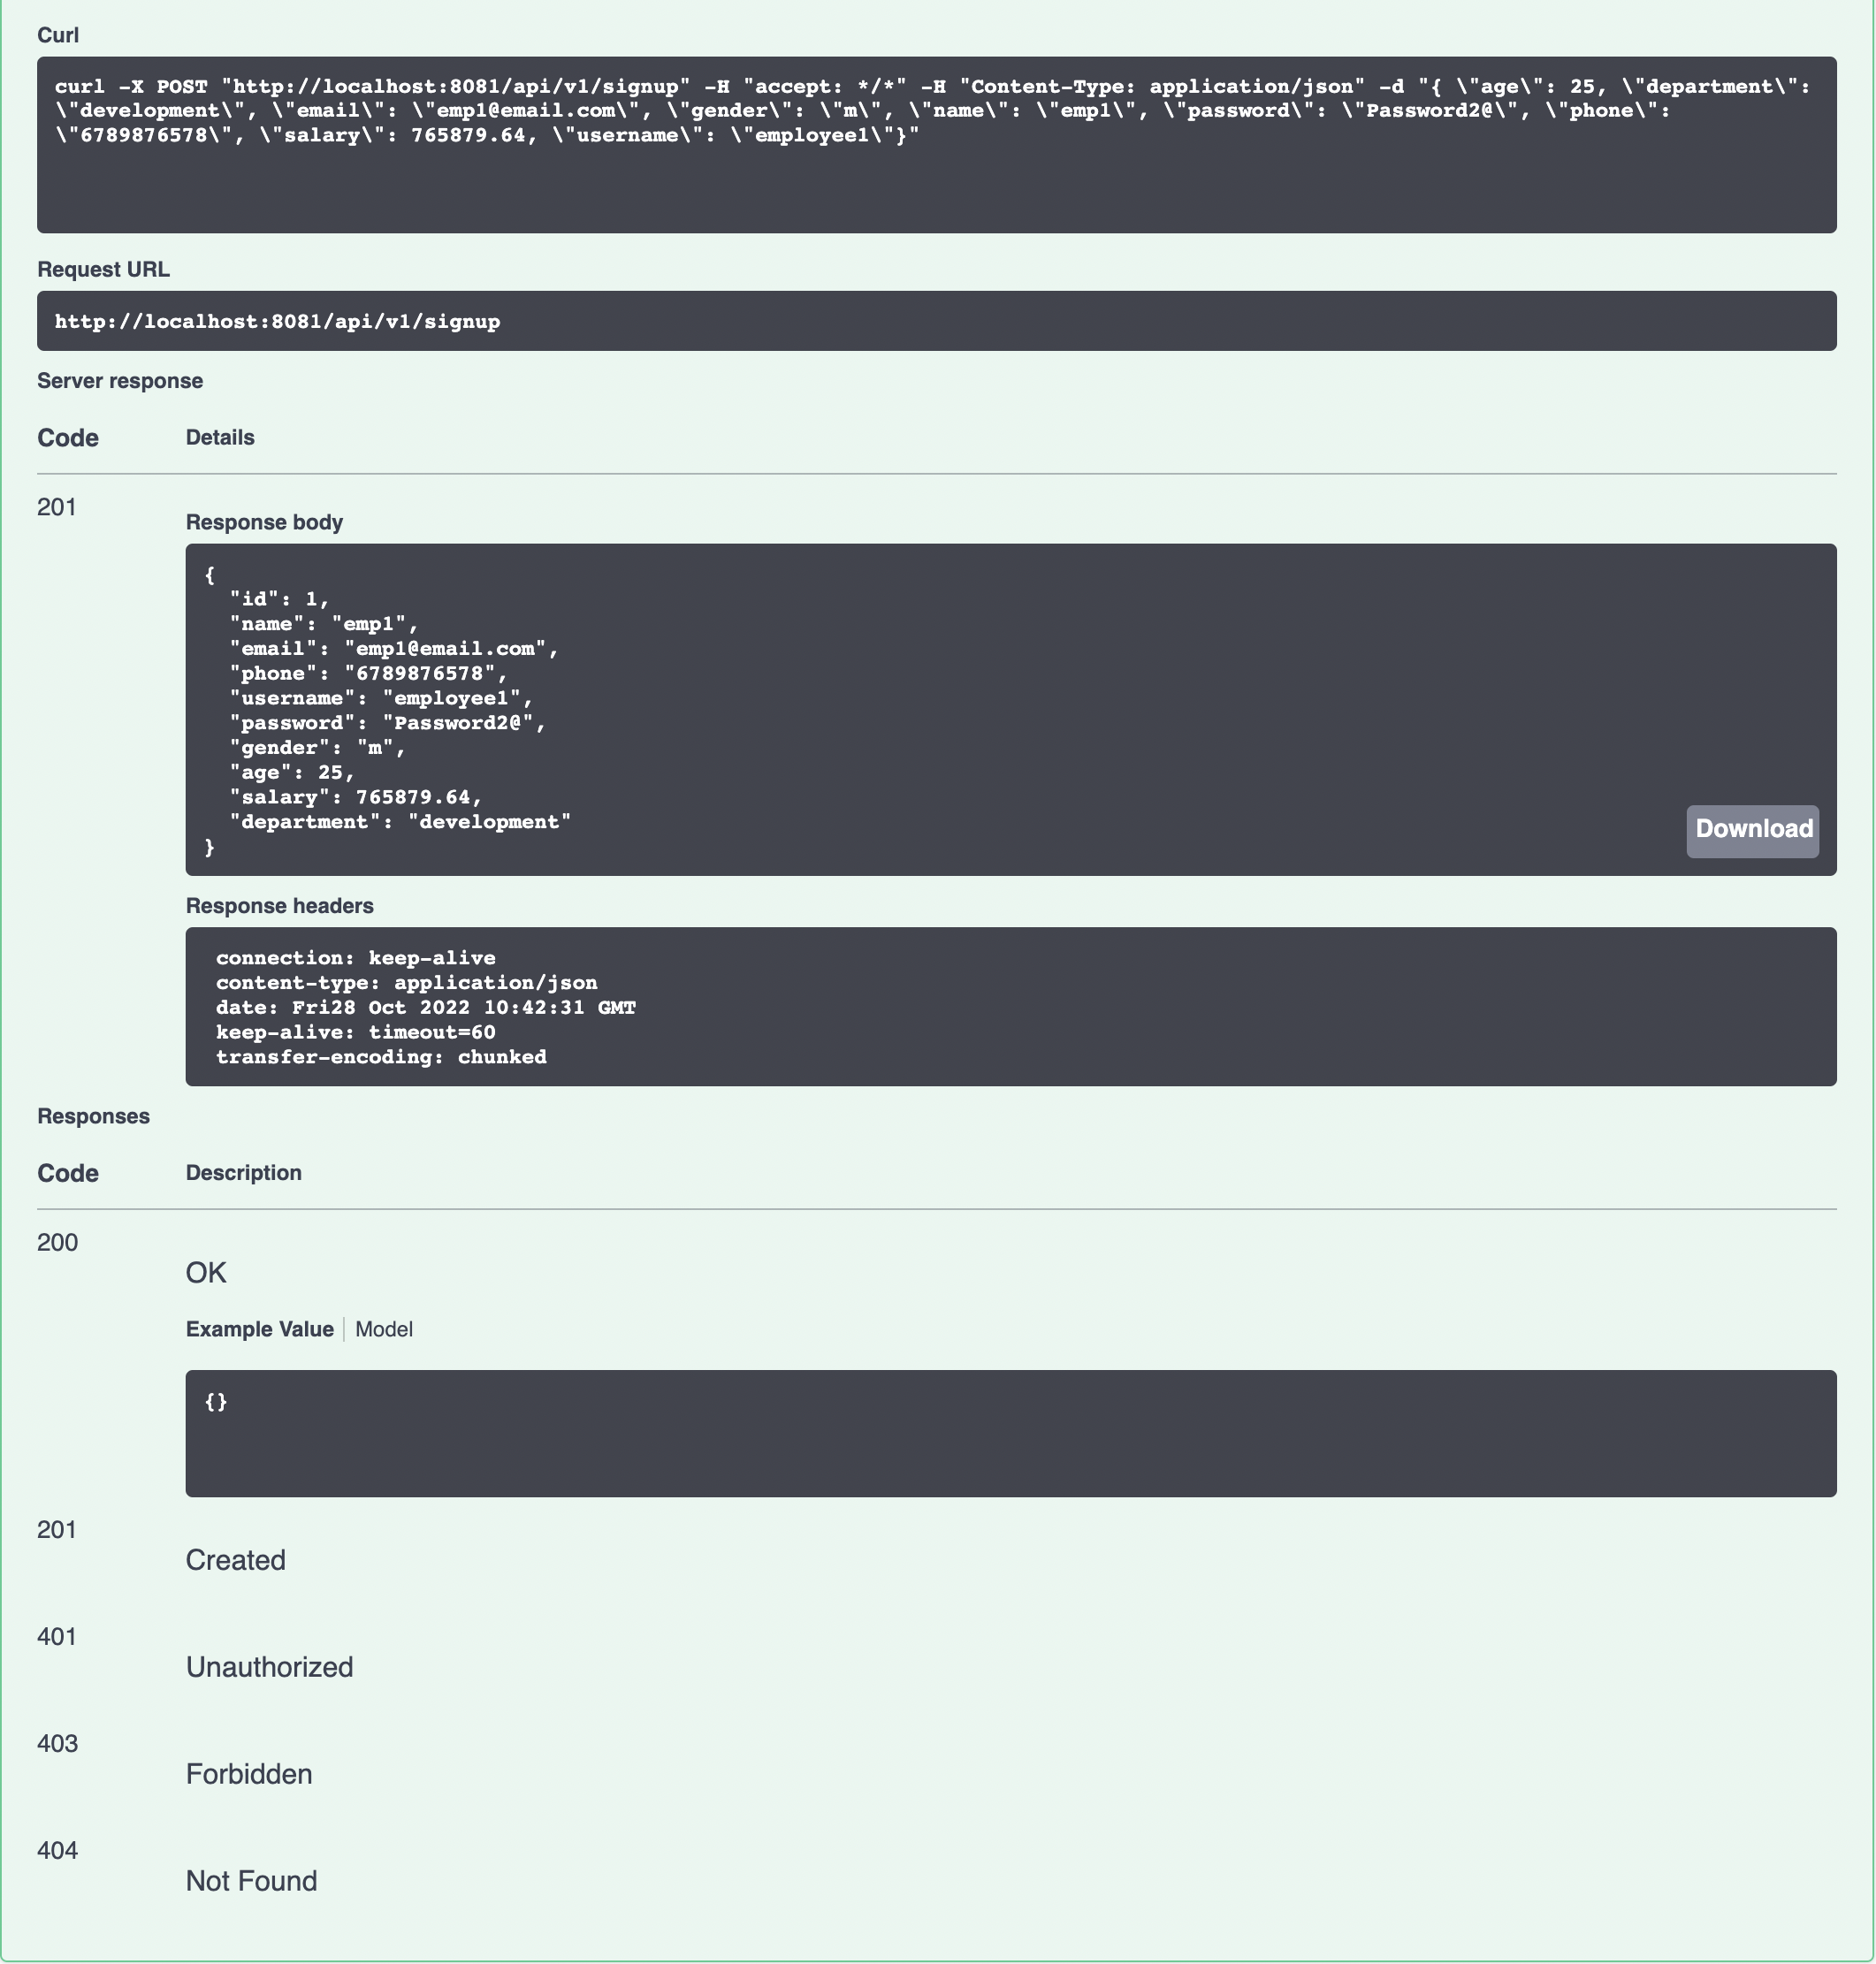 Curl
curl -X POST "http://localhost:8081/api/v1/signup" -H "accept: */*" -H "Content-Type: application/json" -d "{ \"age\": 25, \"department\":
\"development\", \"email\": \"emp1@email.com\", \"gender\": \"m\", \"name\": \"emp1\", \"password\": \"Password2@\", \"phone\":
\"6789876578\", \"salary\": 765879.64, \"username\": \"employee1\"}"
Request URL
http://localhost:8081/api/v1/signup
Server response
Code Details
201
Response body
{
  "id": 1,
  "name": "emp1",
  "email": "emp1@email.com",
  "phone": "6789876578",
  "username": "employee1",
  "password": "Password2@",
  "gender": "m",
  "age": 25,
  "salary": 765879.64,
  "department": "development"
}
Download
Response headers
connection: keep-alive
content-type: application/json
date: Fri28 Oct 2022 10:42:31 GMT
keep-alive: timeout=60
transfer-encoding: chunked
Responses
Code Description
200
OK
Example Value Model
{}
201
Created
401
Unauthorized
403
Forbidden
404
Not Found